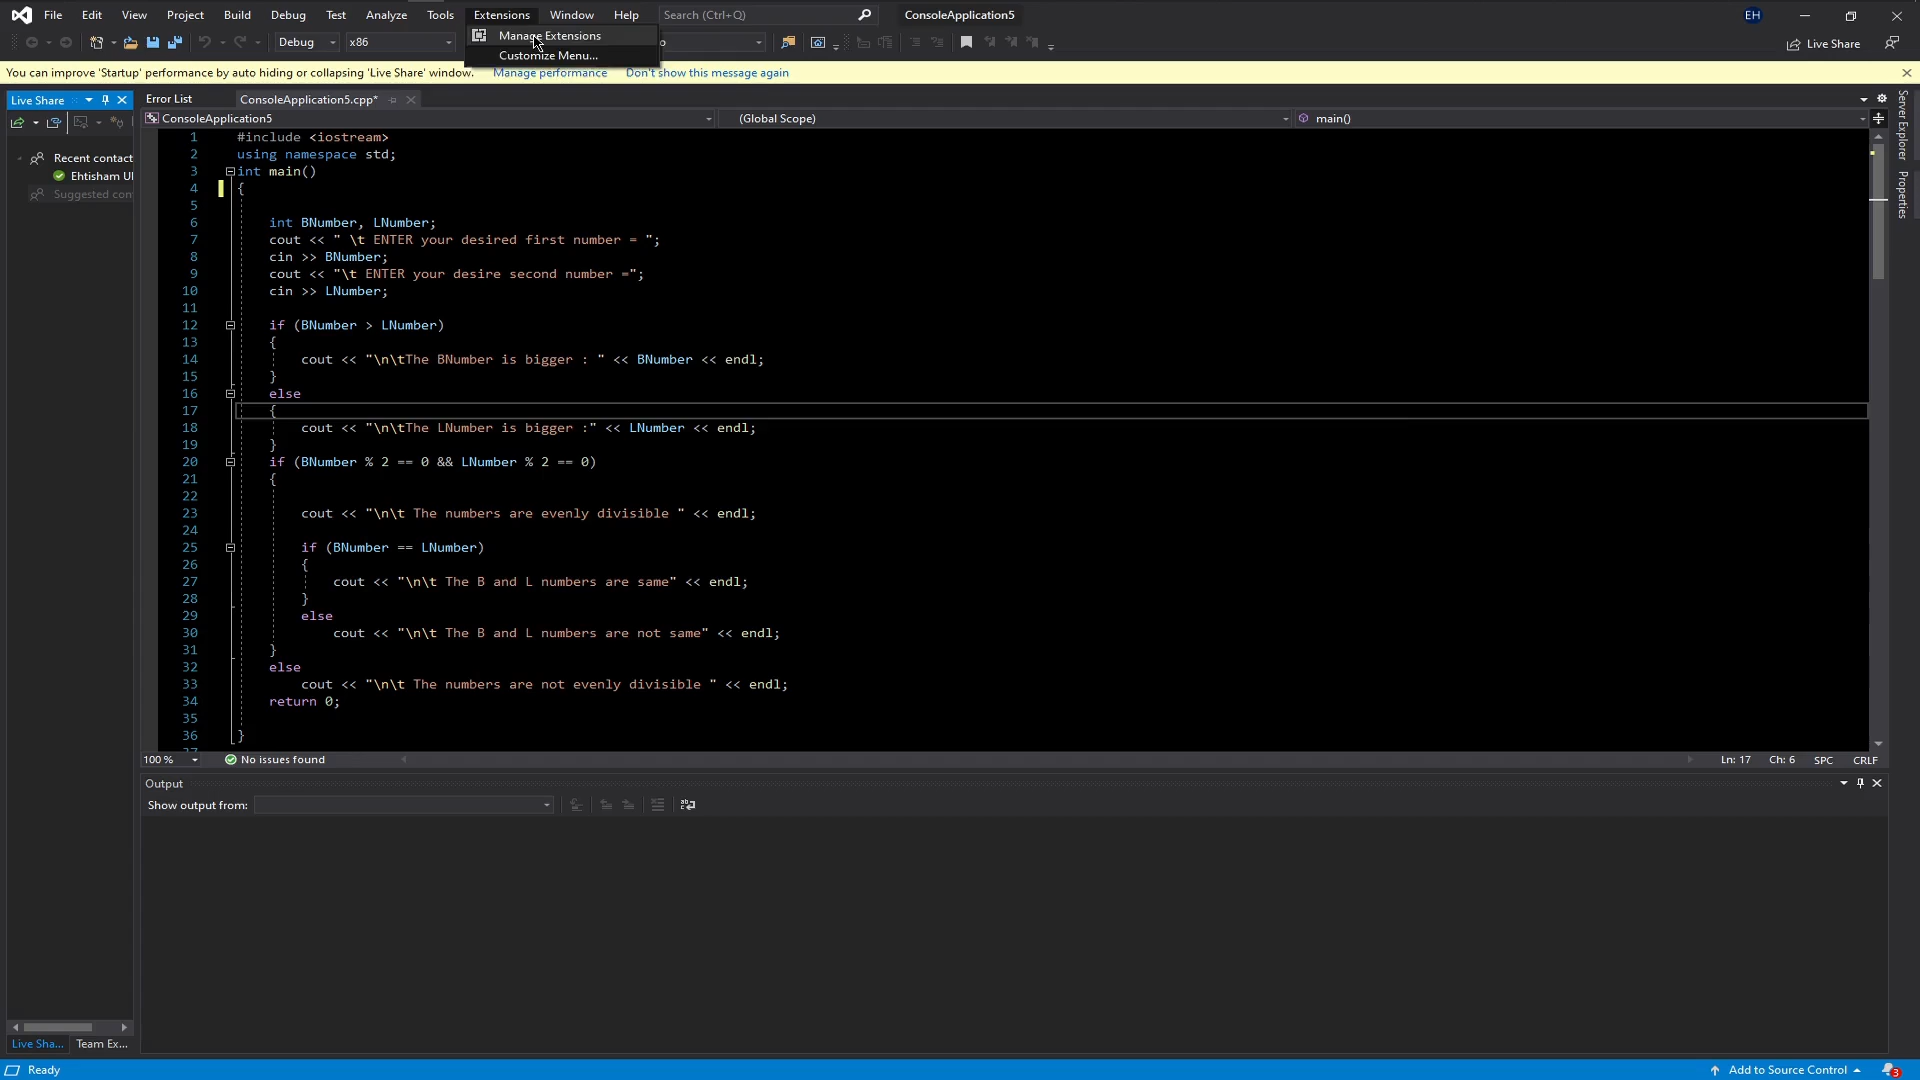 File Edit View Project Build Debug Test Analyze Tools Extensions Window Help Search (Ctrl+Q) ConsoleApplication5 EH
Manage Extensions
Customize Menu...
Debug x86 Live Share
You can improve 'Startup' performance by auto hiding or collapsing 'Live Share' window. Manage performance Don't show this message again
Live Share Error List ConsoleApplication5.cpp*
ConsoleApplication5 (Global Scope) main()
Recent contact
Ehtisham Ul
Suggested con
Server Explorer
Properties
1 #include <iostream>
2 using namespace std;
3 int main()
4 {
5
6 int BNumber, LNumber;
7 cout << " \t ENTER your desired first number = ";
8 cin >> BNumber;
9 cout << "\t ENTER your desire second number =";
10 cin >> LNumber;
11
12 if (BNumber > LNumber)
13 {
14 cout << "\n\tThe BNumber is bigger : " << BNumber << endl;
15 }
16 else
17 {
18 cout << "\n\tThe LNumber is bigger :" << LNumber << endl;
19 }
20 if (BNumber % 2 == 0 && LNumber % 2 == 0)
21 {
22
23 cout << "\n\t The numbers are evenly divisible " << endl;
24
25 if (BNumber == LNumber)
26 {
27 cout << "\n\t The B and L numbers are same" << endl;
28 }
29 else
30 cout << "\n\t The B and L numbers are not same" << endl;
31 }
32 else
33 cout << "\n\t The numbers are not evenly divisible " << endl;
34 return 0;
35
36 }
37
100 % No issues found Ln: 17 Ch: 6 SPC CRLF
Output
Show output from:
Live Sha... Team Ex...
Ready Add to Source Control 3